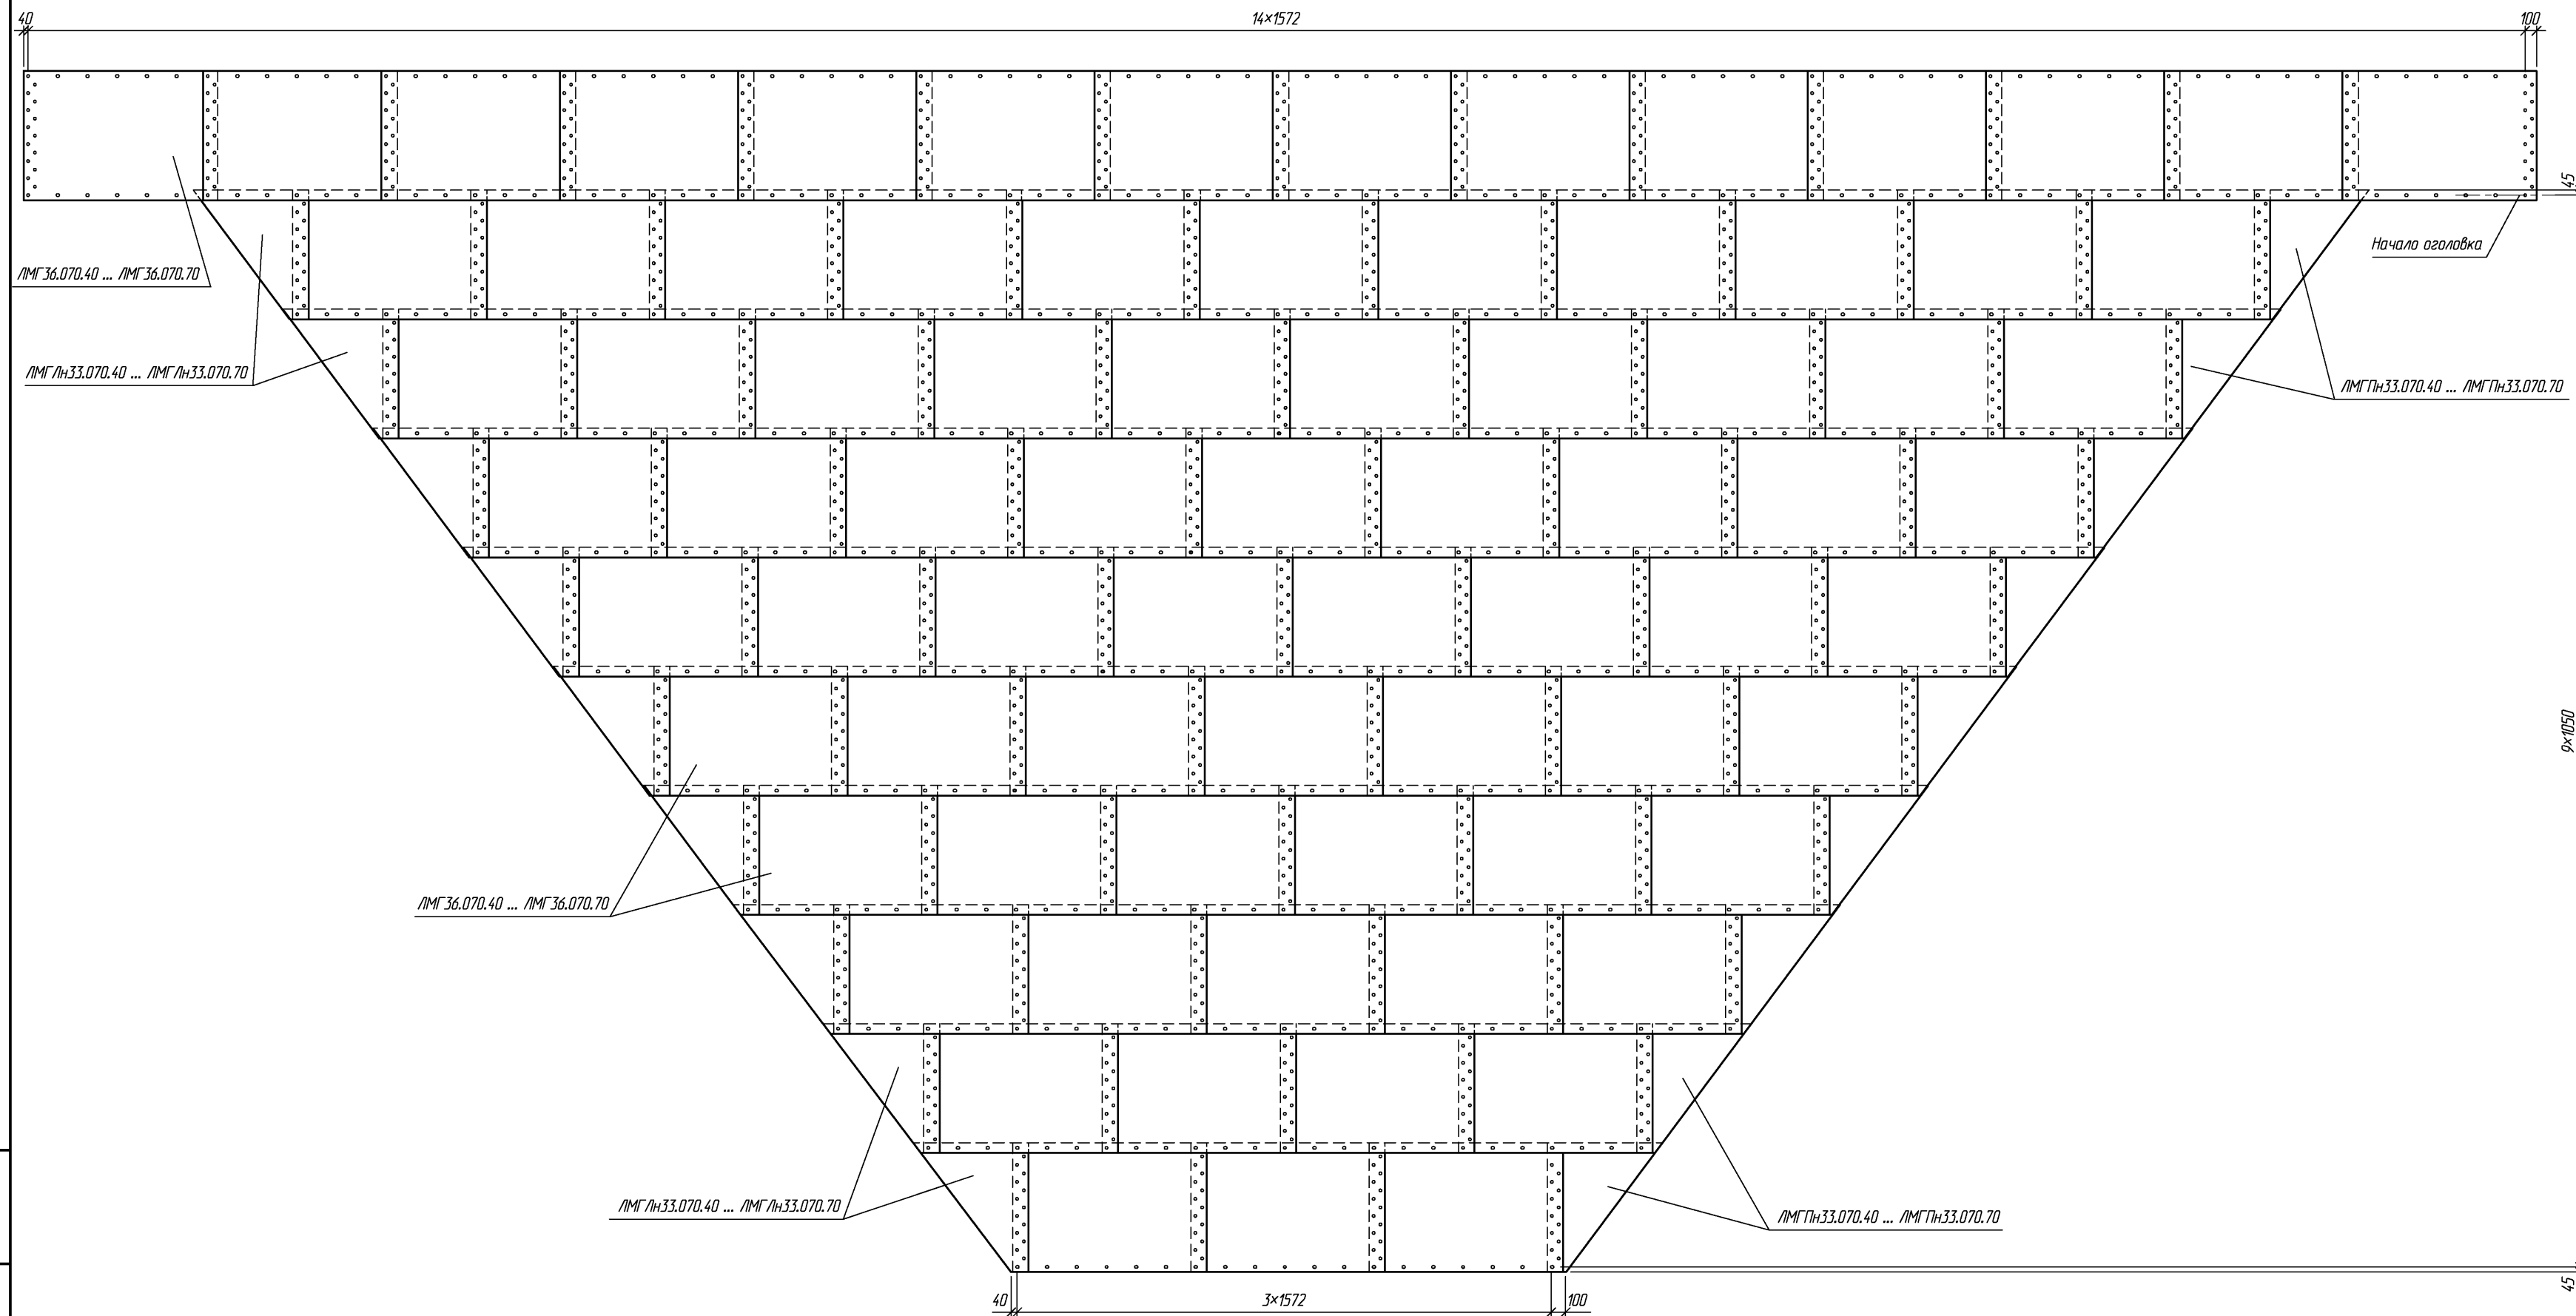 40
14×1572
100
45
Начало оголовка
ЛМГ36.070.40 ... ЛМГ36.070.70
ЛМГЛн33.070.40 ... ЛМГЛн33.070.70
ЛМГПн33.070.40 ... ЛМГПн33.070.70
9×1050
ЛМГ36.070.40 ... ЛМГ36.070.70
ЛМГЛн33.070.40 ... ЛМГЛн33.070.70
ЛМГПн33.070.40 ... ЛМГПн33.070.70
45
40
3×1572
100